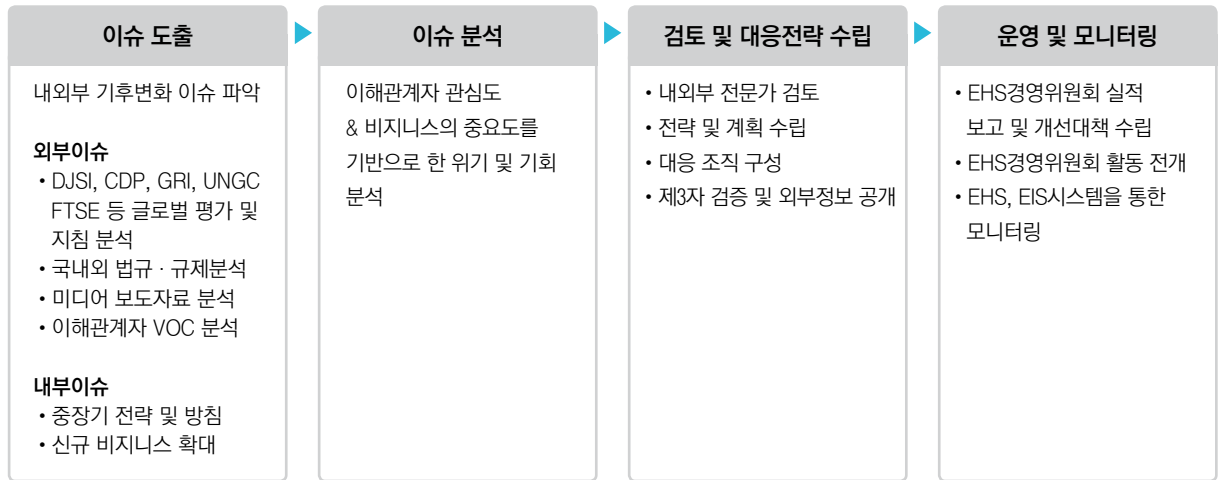 이슈 도출
내외부 기후변화 이슈 파악
외부이슈
• DJSI, CDP, GRI, UNGC
FTSE 등 글로벌 평가 및
지침 분석
• 국내외 법규 · 규제분석
• 미디어 보도자료 분석
• 이해관계자 VOC 분석
내부이슈
• 중장기 전략 및 방침
• 신규 비지니스 확대
이슈 분석
이해관계자 관심도
& 비지니스의 중요도를
기반으로 한 위기 및 기회
분석
검토 및 대응전략 수립
• 내외부 전문가 검토
• 전략 및 계획 수립
• 대응 조직 구성
• 제3자 검증 및 외부정보 공개
운영 및 모니터링
• EHS경영위원회 실적
보고 및 개선대책 수립
• EHS경영위원회 활동 전개
• EHS, EIS시스템을 통한
모니터링